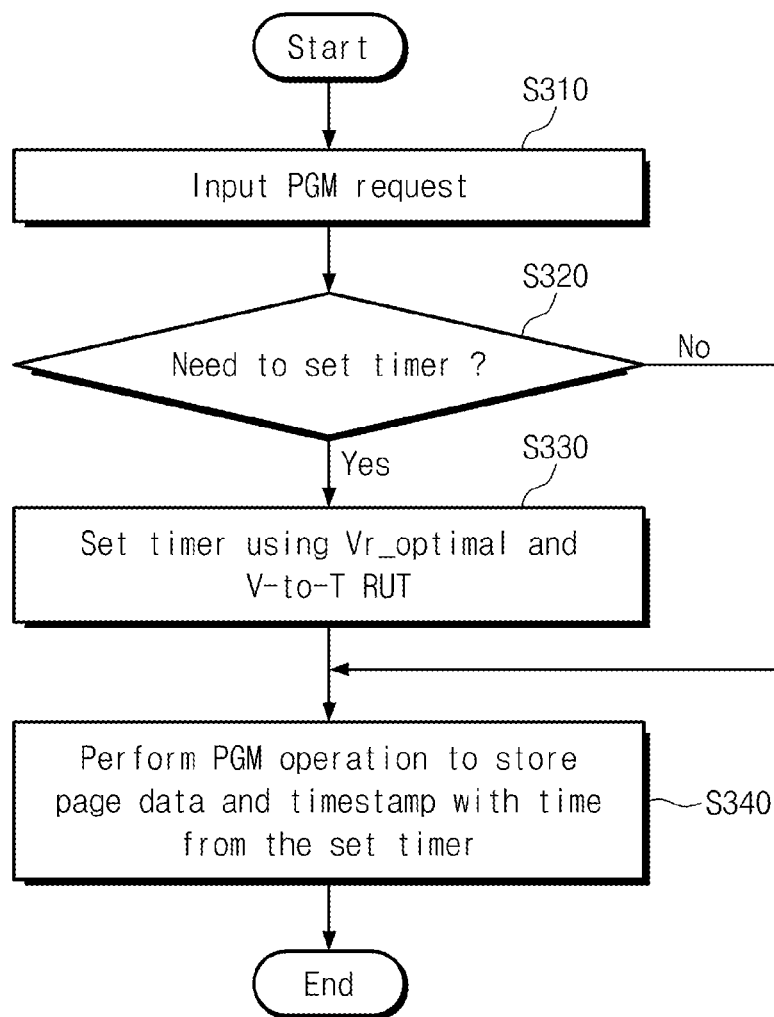 Start
S310
Input PGM request
S320
Need to set timer ?
No
Yes
S330
Set timer using Vr_optimal and
V-to-T RUT
Perform PGM operation to store
page data and timestamp with time
from the set timer
S340
End